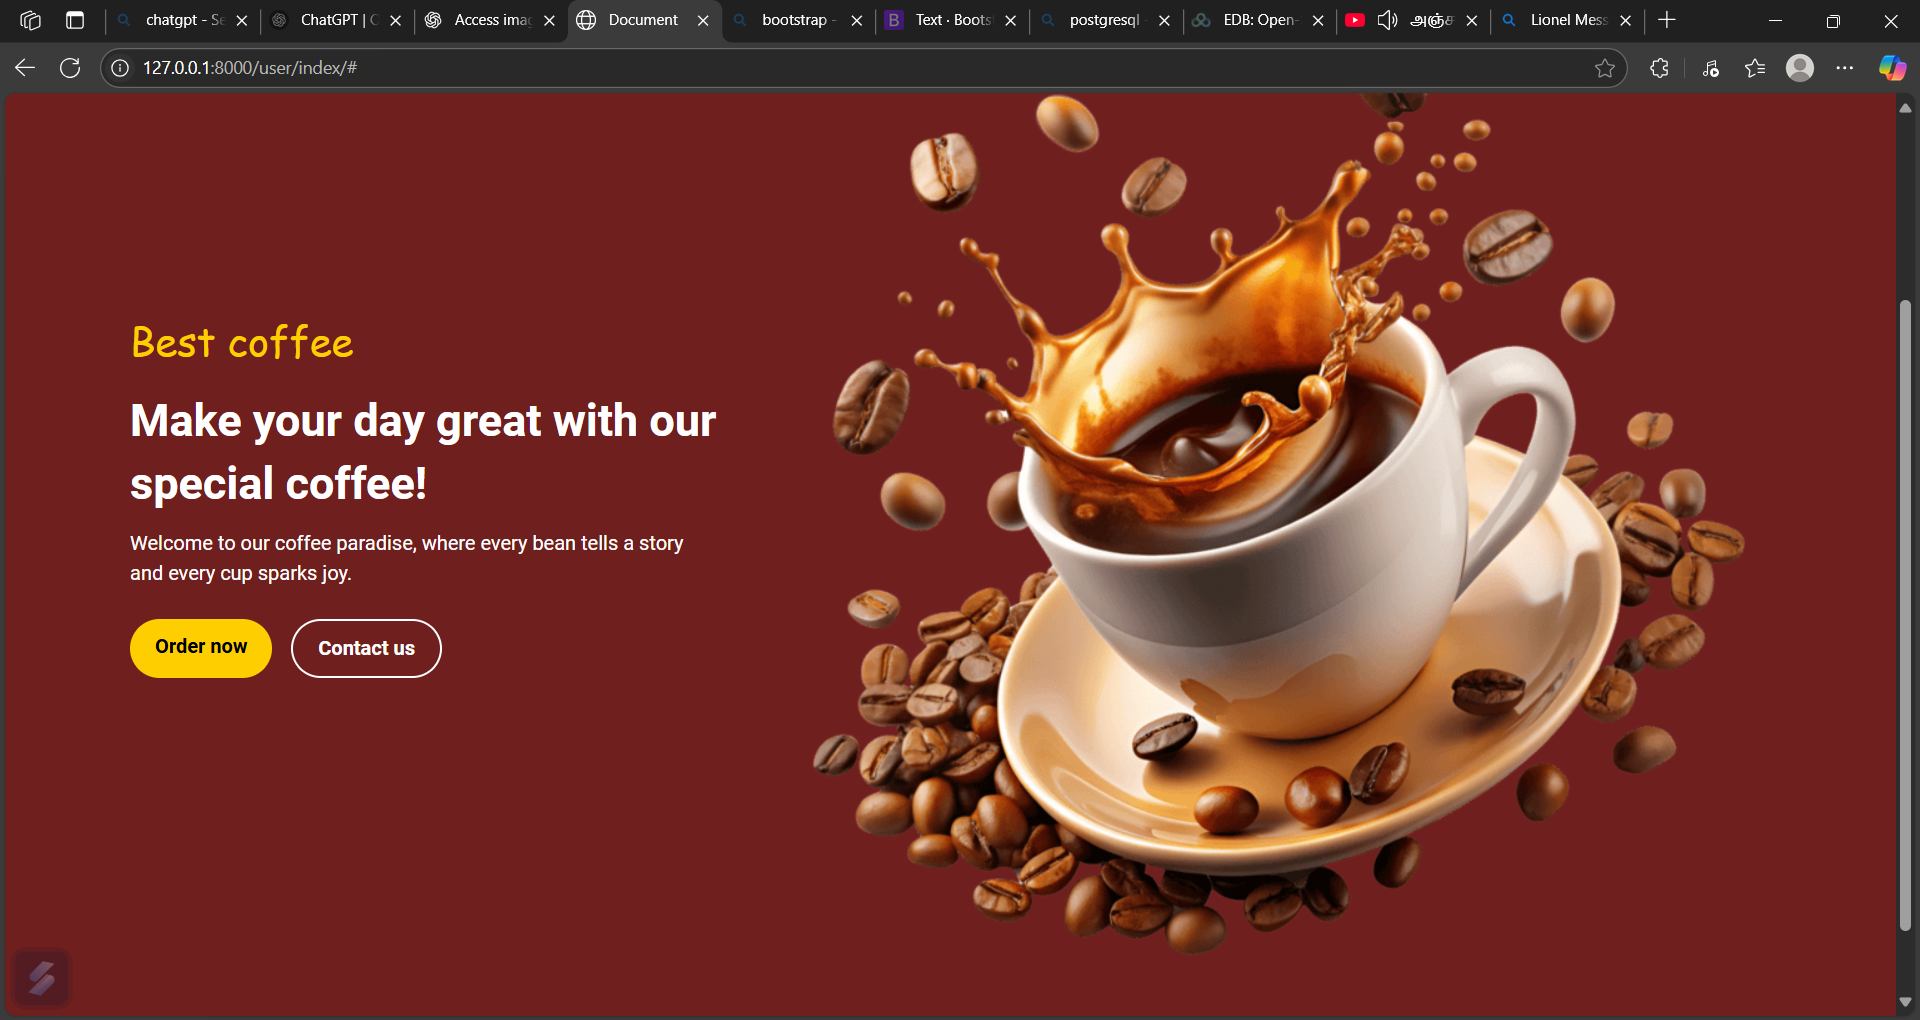 chatgpt - Se
ChatGPT | C
Access imag
Document
bootstrap -
Text · Boots
postgresql -
EDB: Open-
அஞ்ச
Lionel Mess
127.0.0.1:8000/user/index/#
Best coffee
Make your day great with our
special coffee!
Welcome to our coffee paradise, where every bean tells a story
and every cup sparks joy.
Order now
Contact us